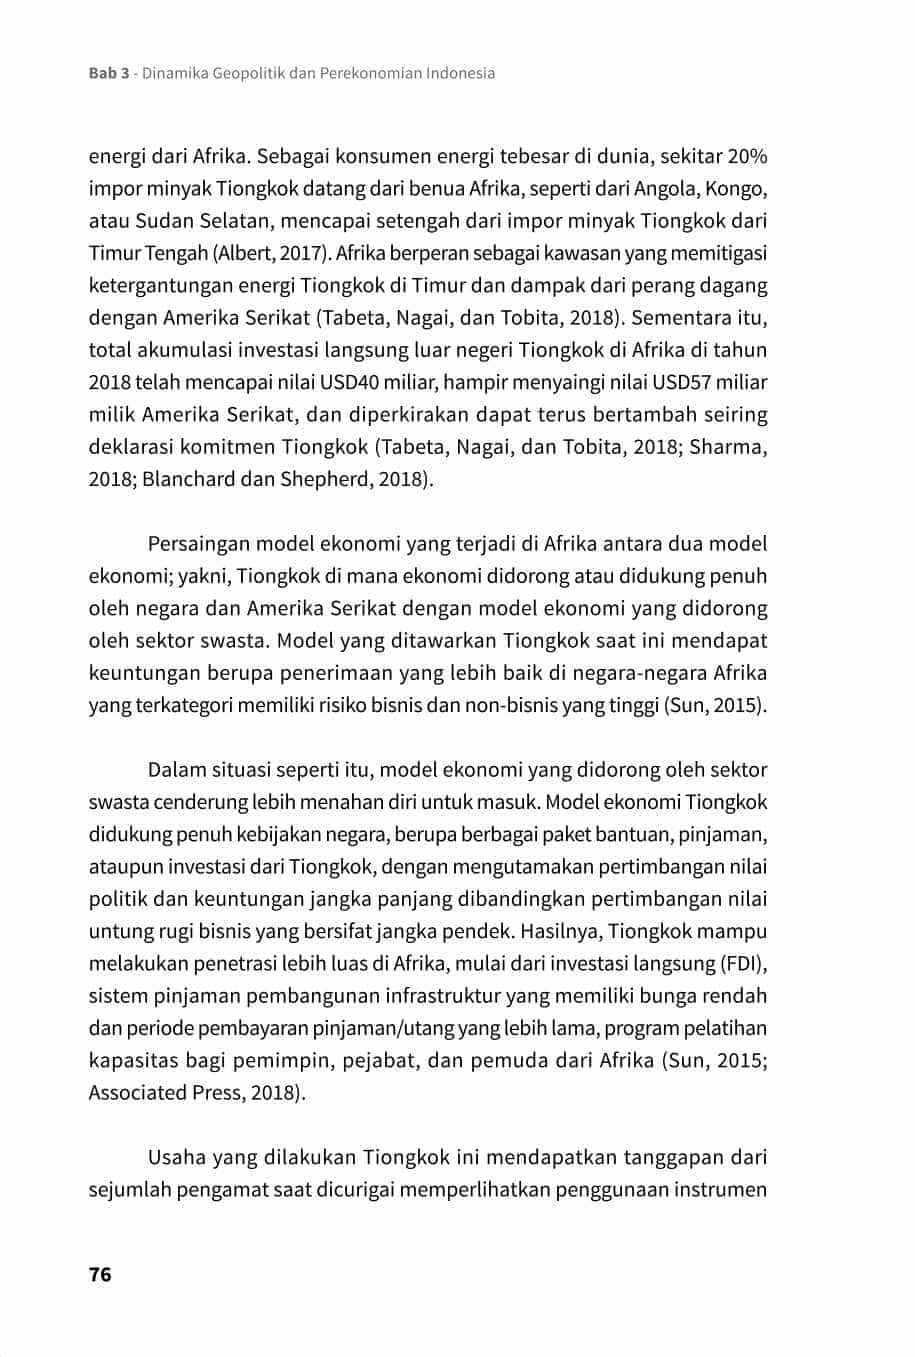 Bab 3 - Dinamika Geopolitik dan Perekonomian Indonesia
energi dari Afrika. Sebagai konsumen energi tebesar di dunia, sekitar 20%
impor minyak Tiongkok datang dari benua Afrika, seperti dari Angola, Kongo,
atau Sudan Selatan, mencapai setengah dari impor minyak Tiongkok dari
Timur Tengah (Albert, 2017). Afrika berperan sebagai kawasan yang memitigasi
ketergantungan energi Tiongkok di Timur dan dampak dari perang dagang
dengan Amerika Serikat (Tabeta, Nagai, dan Tobita, 2018). Sementara itu,
total akumulasi investasi langsung luar negeri Tiongkok di Afrika di tahun
2018 telah mencapai nilai USD40 miliar, hampir menyaingi nilai USD57 miliar
milik Amerika Serikat, dan diperkirakan dapat terus bertambah seiring
deklarasi komitmen Tiongkok (Tabeta, Nagai, dan Tobita, 2018; Sharma,
2018; Blanchard dan Shepherd, 2018).
Persaingan model ekonomi yang terjadi di Afrika antara dua model
ekonomi; yakni, Tiongkok di mana ekonomi didorong atau didukung penuh
oleh negara dan Amerika Serikat dengan model ekonomi yang didorong
oleh sektor swasta. Model yang ditawarkan Tiongkok saat ini mendapat
keuntungan berupa penerimaan yang lebih baik di negara-negara Afrika
yang terkategori memiliki risiko bisnis dan non-bisnis yang tinggi (Sun, 2015).
Dalam situasi seperti itu, model ekonomi yang didorong oleh sektor
swasta cenderung lebih menahan diri untuk masuk. Model ekonomi Tiongkok
didukung penuh kebijakan negara, berupa berbagai paket bantuan, pinjaman,
ataupun investasi dari Tiongkok, dengan mengutamakan pertimbangan nilai
politik dan keuntungan jangka panjang dibandingkan pertimbangan nilai
untung rugi bisnis yang bersifat jangka pendek. Hasilnya, Tiongkok mampu
melakukan penetrasi lebih luas di Afrika, mulai dari investasi langsung (FDI),
sistem pinjaman pembangunan infrastruktur yang memiliki bunga rendah
dan periode pembayaran pinjaman/utang yang lebih lama, program pelatihan
kapasitas bagi pemimpin, pejabat, dan pemuda dari Afrika (Sun, 2015;
Associated Press, 2018).
Usaha yang dilakukan Tiongkok ini mendapatkan tanggapan dari
sejumlah pengamat saat dicurigai memperlihatkan penggunaan instrumen
76